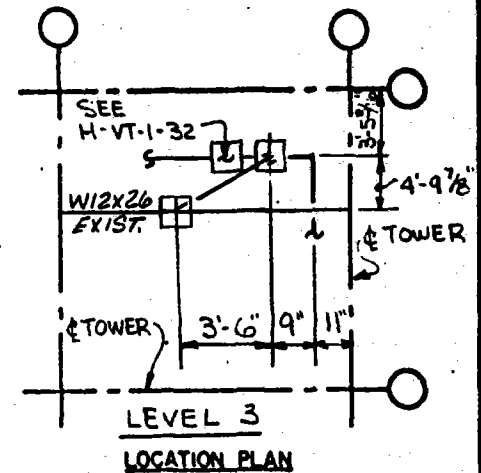 SEE
H-VT-1-32
4'-9⅞"
W12x26
EXIST.
₵ TOWER
₵ TOWER
3'-6"
9"
11"
LEVEL 3
LOCATION PLAN